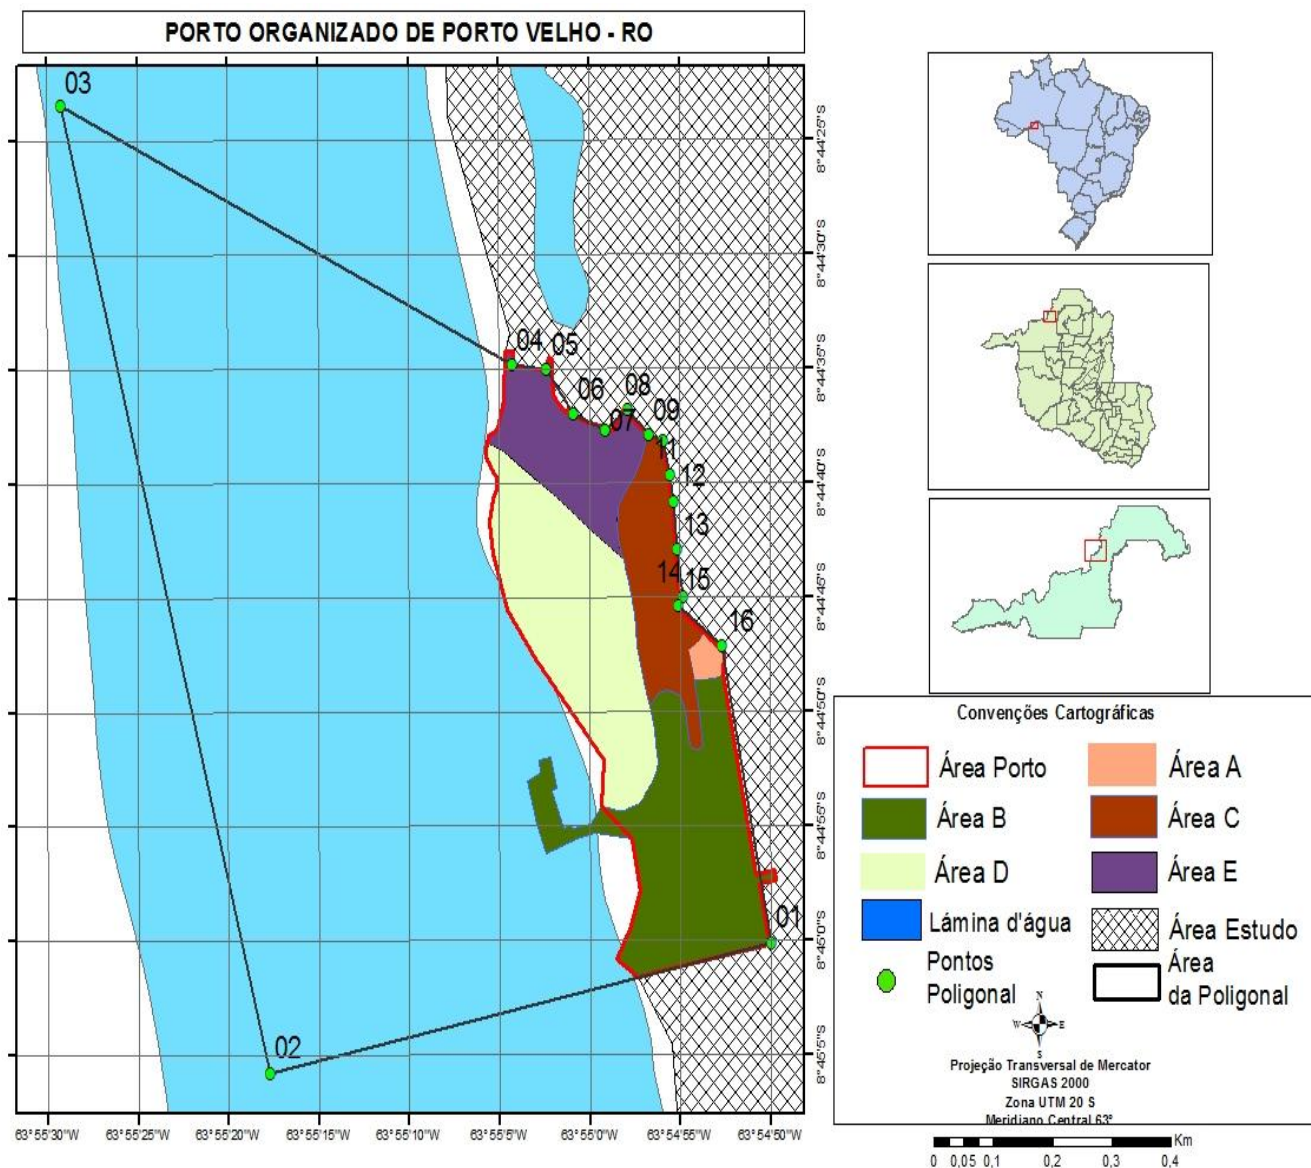 PORTO ORGANIZADO DE PORTO VELHO - RO
03
04
05
06
07
08
09
11
12
13
14
15
16
01
02
8°44'25"S
8°44'30"S
8°44'35"S
8°44'40"S
8°44'45"S
8°44'50"S
8°44'55"S
8°45'0"S
8°45'5"S
63°55'30"W
63°55'25"W
63°55'20"W
63°55'15"W
63°55'5"W
63°55'10"W
63°55'0"W
63°54'55"W
63°54'50"W
Convenções Cartográficas
Área Porto
Área A
Área B
Área C
Área D
Área E
Lámina d'água
Área Estudo
Pontos
Poligonal
Área
da Poligonal
N
W E
S
Projeção Transversal de Mercator
SIRGAS 2000
Zona UTM 20 S
Meridiano Central 63°
Km
0 0,05 0,1 0,2 0,3 0,4